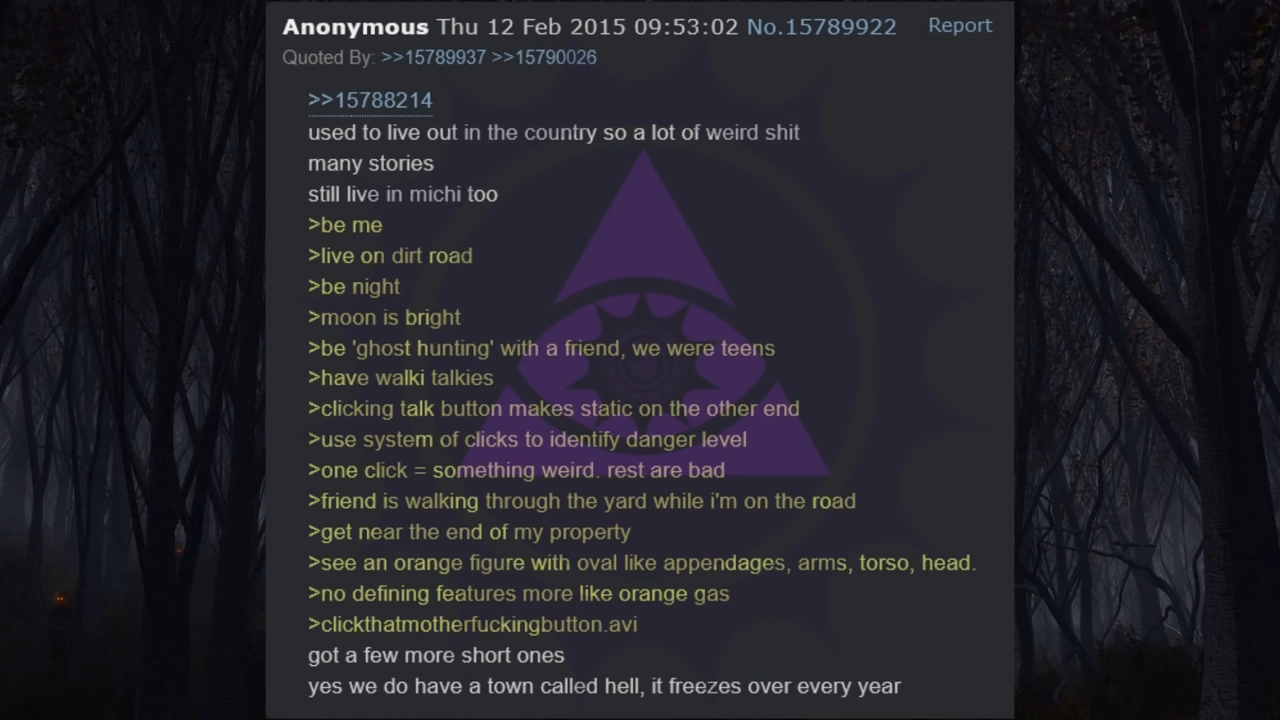 Anonymous Thu 12 Feb 2015 09:53:02 No.15789922 Report
Quoted By: >>15789937 >>15790026
>>15788214
used to live out in the country so a lot of weird shit
many stories
still live in michi too
>be me
>live on dirt road
>be night
>moon is bright
>be 'ghost hunting' with a friend, we were teens
>have walki talkies
>clicking talk button makes static on the other end
>use system of clicks to identify danger level
>one click = something weird. rest are bad
>friend is walking through the yard while i'm on the road
>get near the end of my property
>see an orange figure with oval like appendages, arms, torso, head.
>no defining features more like orange gas
>clickthatmotherfuckingbutton.avi
got a few more short ones
yes we do have a town called hell, it freezes over every year